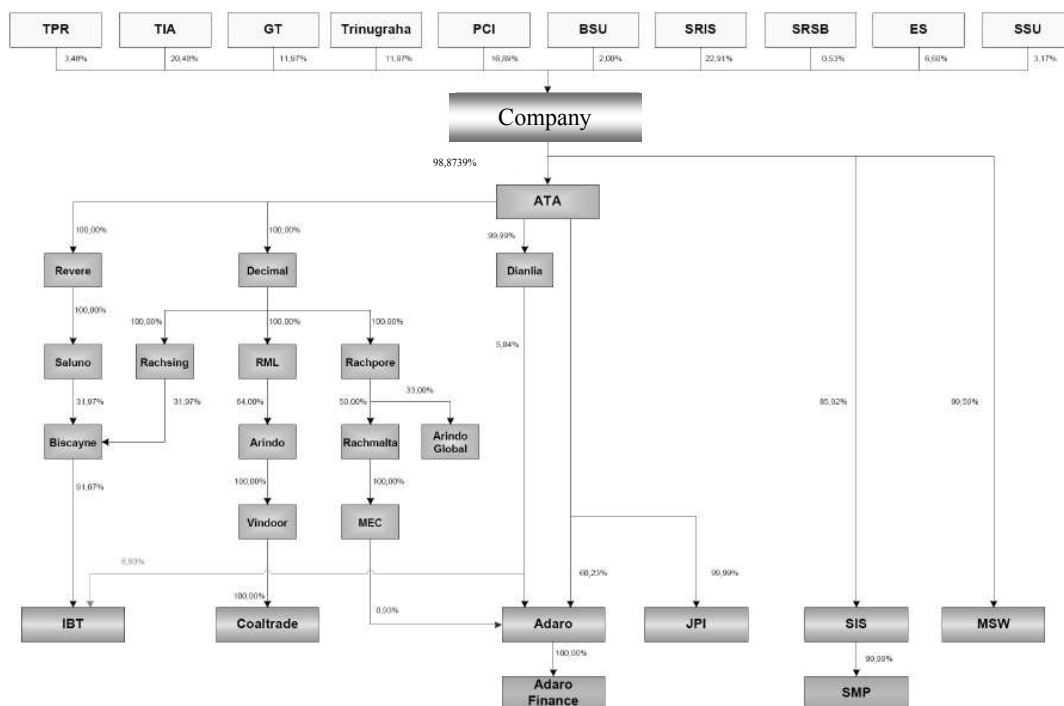 TPR TIA GT Trinugraha PCI BSU SRIS SRSB ES SSU
3,48% 20,48% 11,97% 11,97% 16,89% 2,00% 22,91% 0,53% 6,60% 3,17%
Company
98,8739%
ATA
100,00% 100,00% 99,99%
Revere Decimal Dianlia
100,00% 100,00% 100,00% 100,00%
5,84%
Saluno Rachsing RML Rachpore
33,00%
31,97% 31,97% 64,00% 50,00% 85,92% 99,59%
Biscayne Arindo Rachmalta Arindo
Global
100,00% 100,00%
91,07%
Vindoor MEC
6,93% 60,23% 99,99%
100,00% 0,93%
IBT Coaltrade Adaro JPI SIS MSW
100,00% 99,99%
Adaro
Finance
SMP